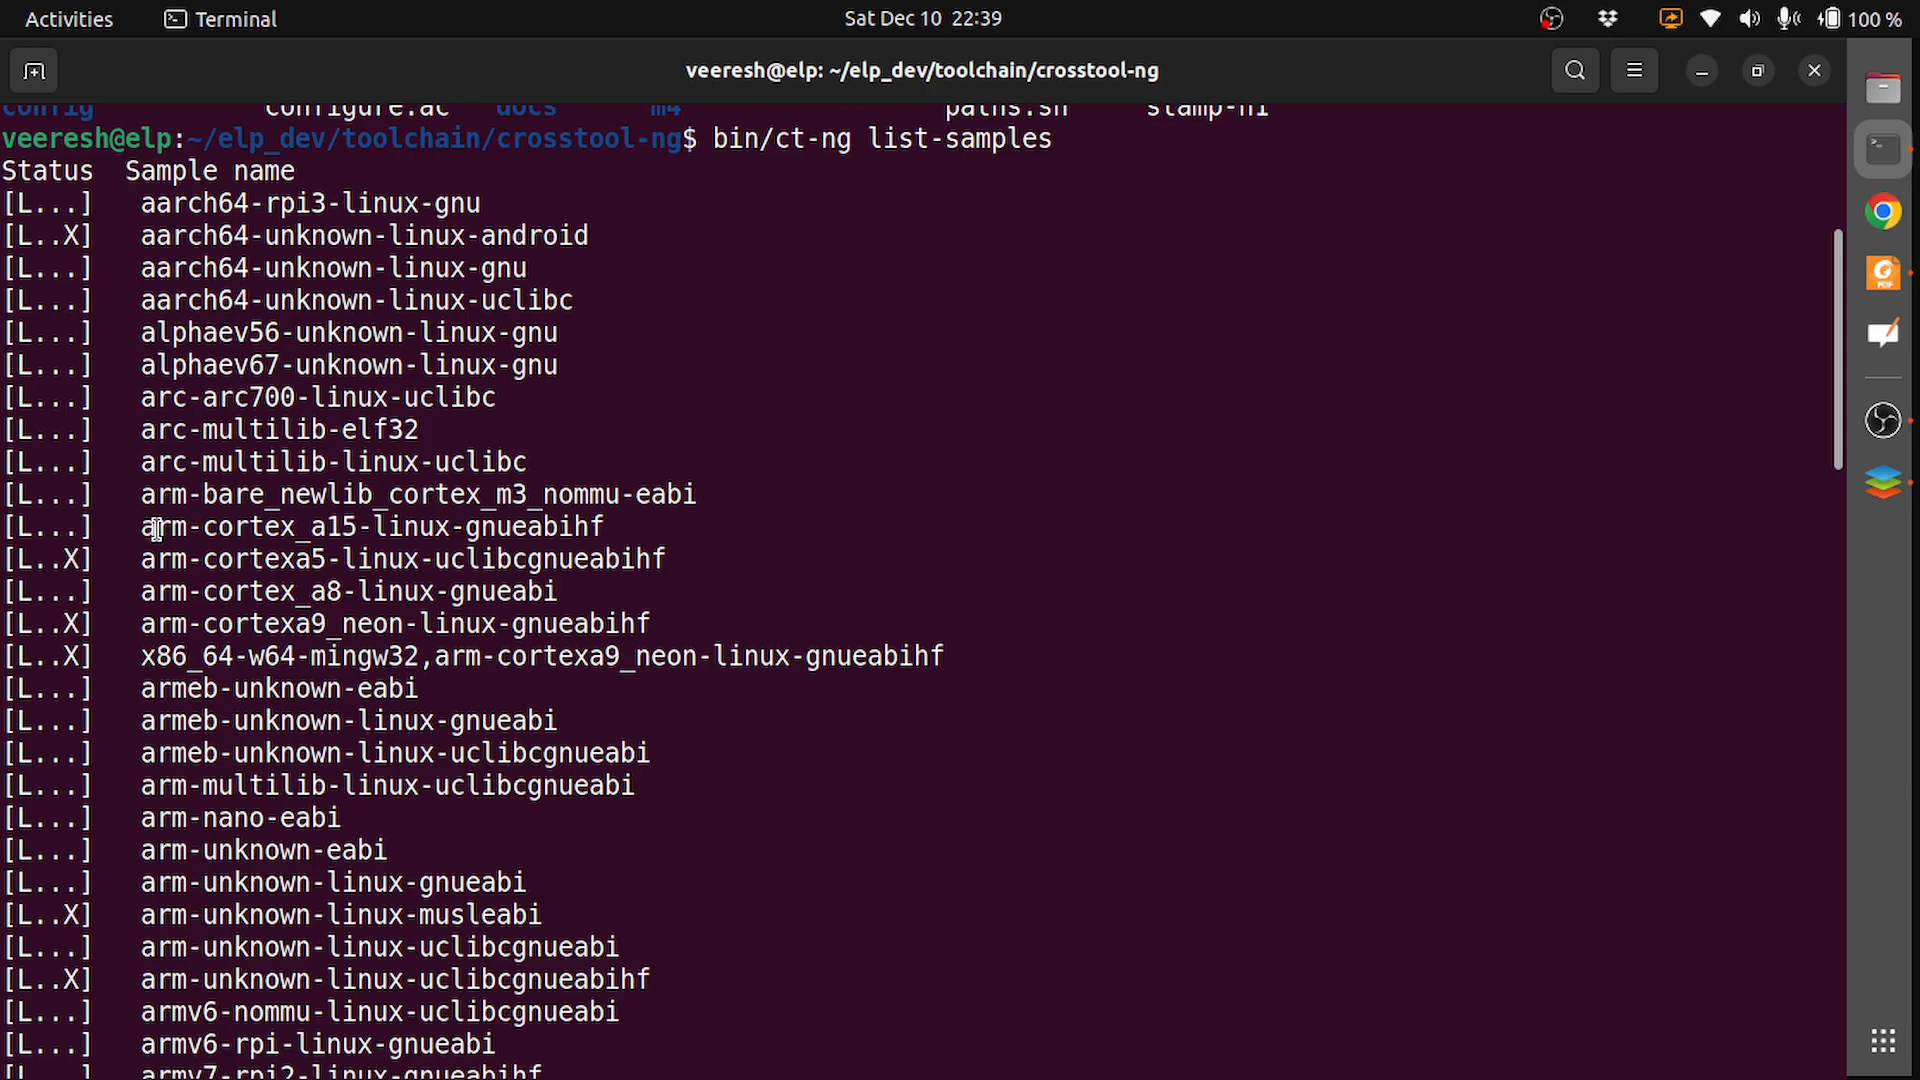 Activities Terminal Sat Dec 10 22:39 100 %
veeresh@elp: ~/elp_dev/toolchain/crosstool-ng
config configure.ac docs m4 paths.sh stamp-h1
veeresh@elp:~/elp_dev/toolchain/crosstool-ng$ bin/ct-ng list-samples
Status Sample name
[L...] aarch64-rpi3-linux-gnu
[L..X] aarch64-unknown-linux-android
[L...] aarch64-unknown-linux-gnu
[L...] aarch64-unknown-linux-uclibc
[L...] alphaev56-unknown-linux-gnu
[L...] alphaev67-unknown-linux-gnu
[L...] arc-arc700-linux-uclibc
[L...] arc-multilib-elf32
[L...] arc-multilib-linux-uclibc
[L...] arm-bare_newlib_cortex_m3_nommu-eabi
[L...] arm-cortex_a15-linux-gnueabihf
[L..X] arm-cortexa5-linux-uclibcgnueabihf
[L...] arm-cortex_a8-linux-gnueabi
[L..X] arm-cortexa9_neon-linux-gnueabihf
[L..X] x86_64-w64-mingw32,arm-cortexa9_neon-linux-gnueabihf
[L...] armeb-unknown-eabi
[L...] armeb-unknown-linux-gnueabi
[L...] armeb-unknown-linux-uclibcgnueabi
[L...] arm-multilib-linux-uclibcgnueabi
[L...] arm-nano-eabi
[L...] arm-unknown-eabi
[L...] arm-unknown-linux-gnueabi
[L..X] arm-unknown-linux-musleabi
[L...] arm-unknown-linux-uclibcgnueabi
[L..X] arm-unknown-linux-uclibcgnueabihf
[L...] armv6-nommu-linux-uclibcgnueabi
[L...] armv6-rpi-linux-gnueabi
[L...] armv7-rpi2-linux-gnueabihf
PDF